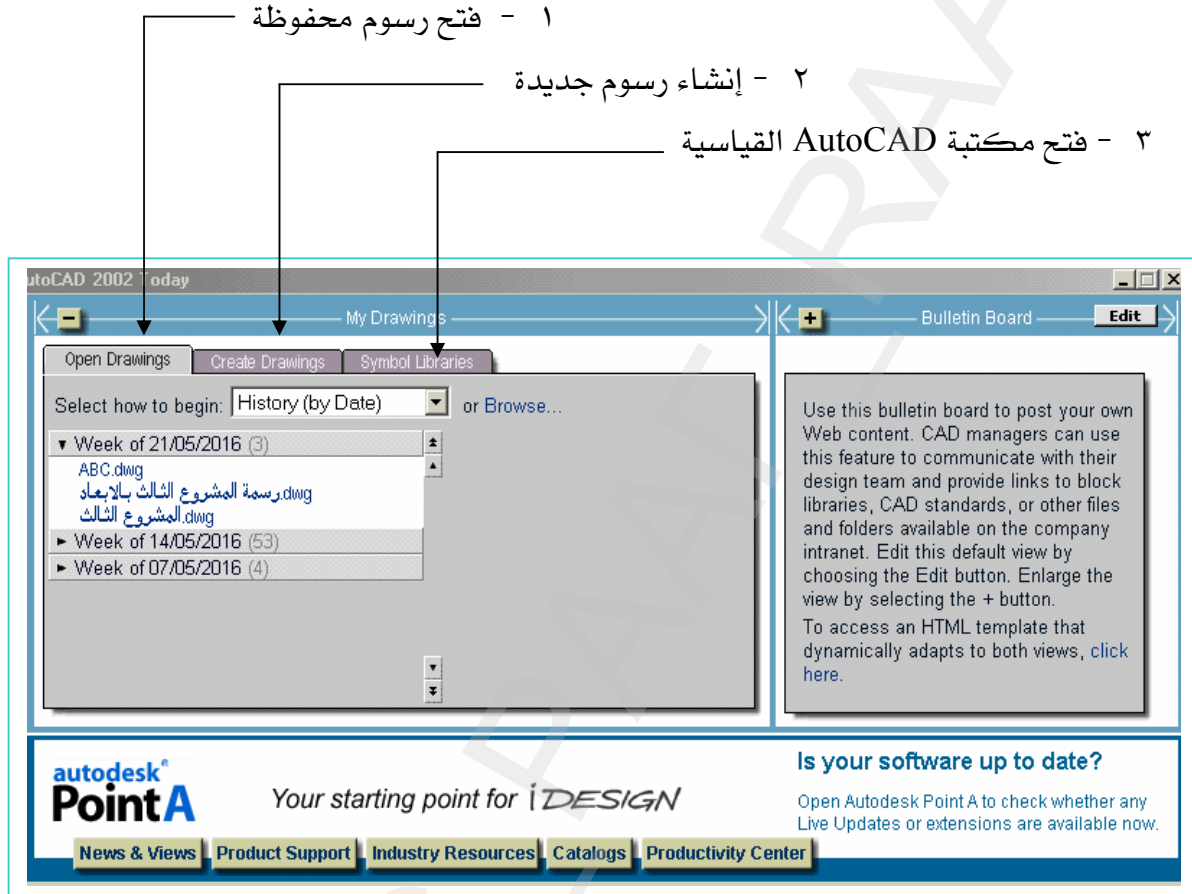 ١ - فتح رسوم محفوظة
٢ - إنشاء رسوم جديدة
٣ - فتح مكتبة AutoCAD القياسية
utoCAD 2002 Today
My Drawings
Bulletin Board
Edit
Open Drawings
Create Drawings
Symbol Libraries
Select how to begin: History (by Date) or Browse...
Week of 21/05/2016 (3)
ABC.dwg
رسمة المشروع الثالث بالابعاد.dwg
المشروع الثالث.dwg
Week of 14/05/2016 (53)
Week of 07/05/2016 (4)
Use this bulletin board to post your own
Web content. CAD managers can use
this feature to communicate with their
design team and provide links to block
libraries, CAD standards, or other files
and folders available on the company
intranet. Edit this default view by
choosing the Edit button. Enlarge the
view by selecting the + button.
To access an HTML template that
dynamically adapts to both views, click
here.
autodesk®
Point A
Your starting point for iDESIGN
Is your software up to date?
Open Autodesk Point A to check whether any
Live Updates or extensions are available now.
News & Views
Product Support
Industry Resources
Catalogs
Productivity Center